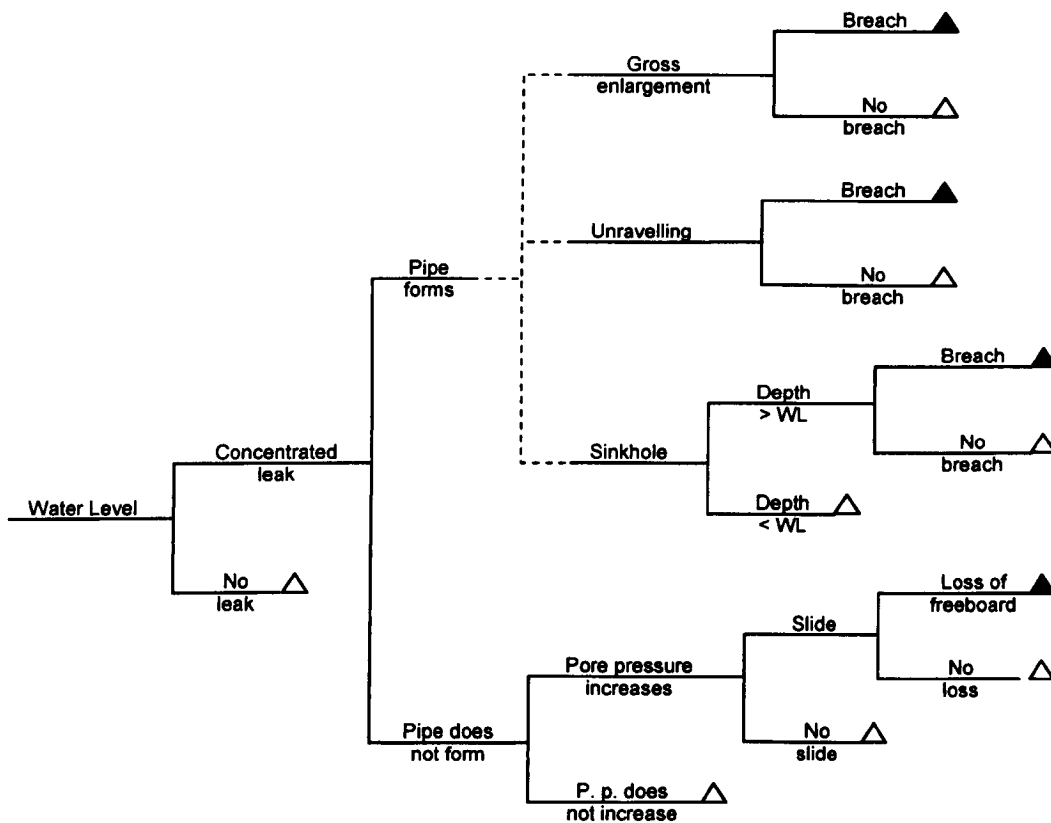 Breach
Gross
enlargement
No
breach
Breach
Unravelling
No
breach
Pipe
forms
Breach
Depth
> WL
No
breach
Sinkhole
Depth
< WL
Concentrated
leak
Water Level
No
leak
Loss of
freeboard
Slide
No
loss
Pore pressure
increases
No
slide
Pipe does
not form
P. p. does
not increase